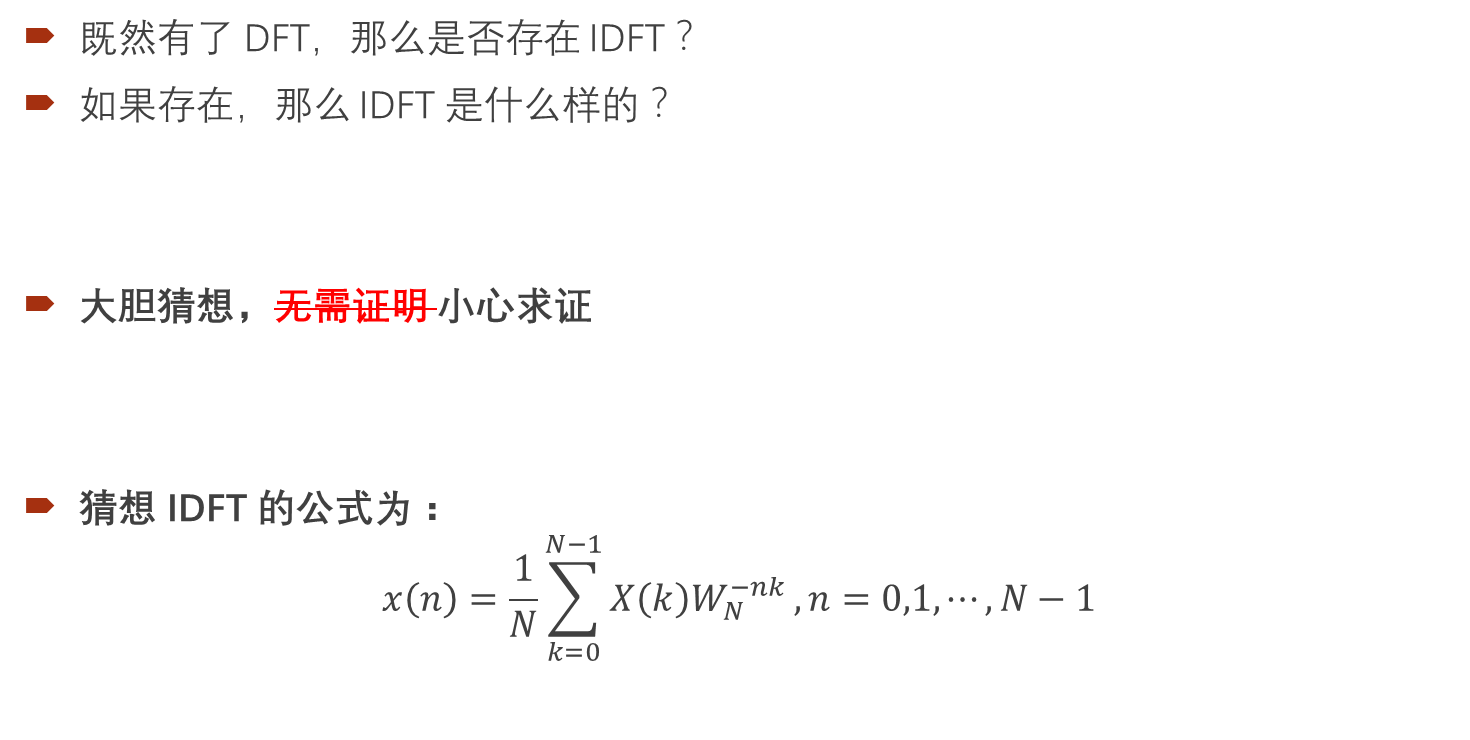 既然有了 DFT，那么是否存在 IDFT？
如果存在，那么 IDFT 是什么样的？
大胆猜想，无需证明 小心求证
猜想 IDFT 的公式为：
x(n) = \frac{1}{N} \sum_{k=0}^{N-1} X(k) W_N^{-nk} , n = 0,1,⋯, N − 1